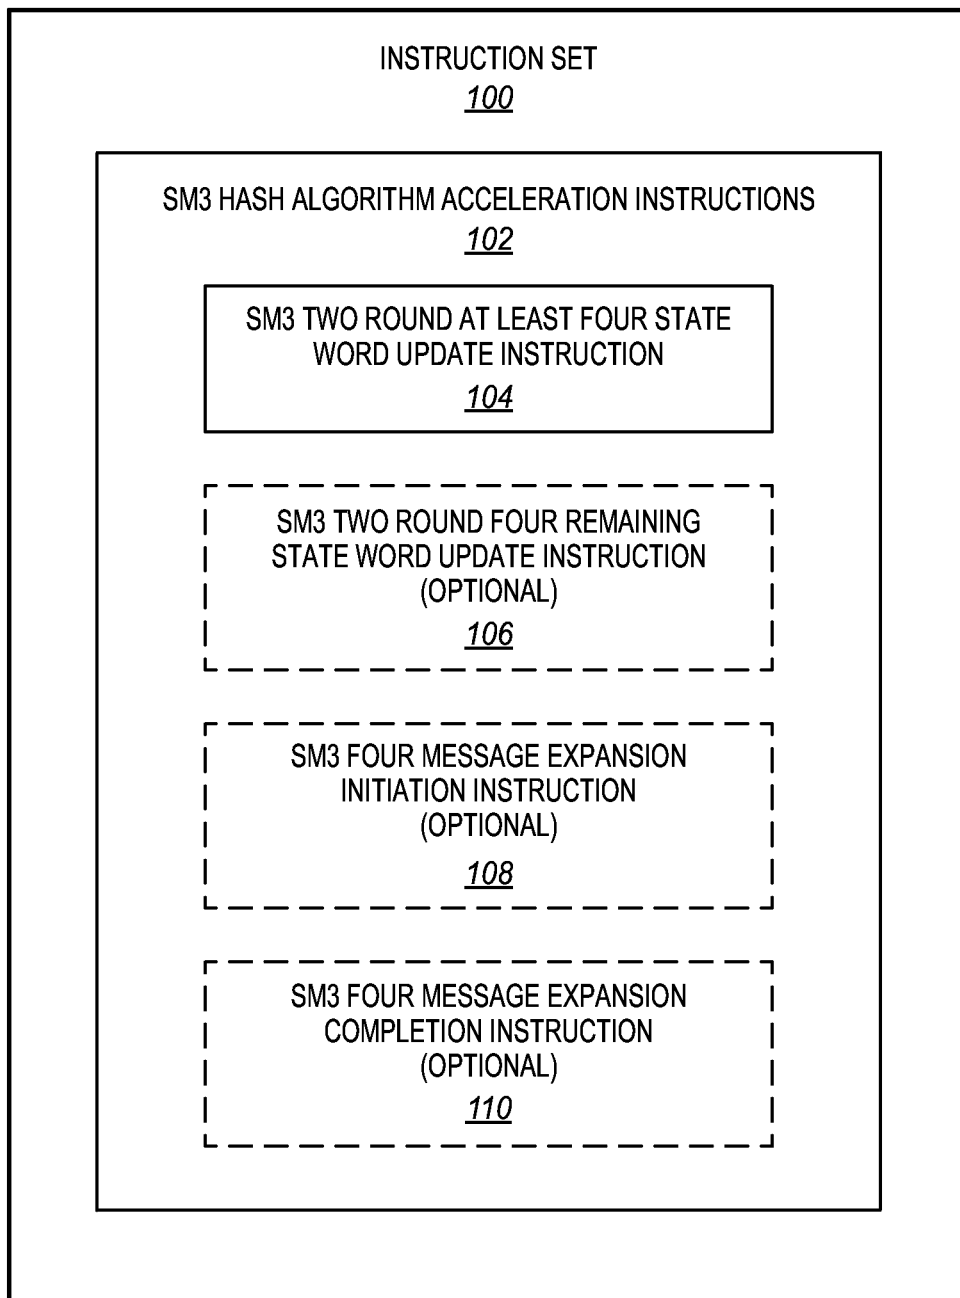 INSTRUCTION SET
100
SM3 HASH ALGORITHM ACCELERATION INSTRUCTIONS
102
SM3 TWO ROUND AT LEAST FOUR STATE
WORD UPDATE INSTRUCTION
104
SM3 TWO ROUND FOUR REMAINING
STATE WORD UPDATE INSTRUCTION
(OPTIONAL)
106
SM3 FOUR MESSAGE EXPANSION
INITIATION INSTRUCTION
(OPTIONAL)
108
SM3 FOUR MESSAGE EXPANSION
COMPLETION INSTRUCTION
(OPTIONAL)
110